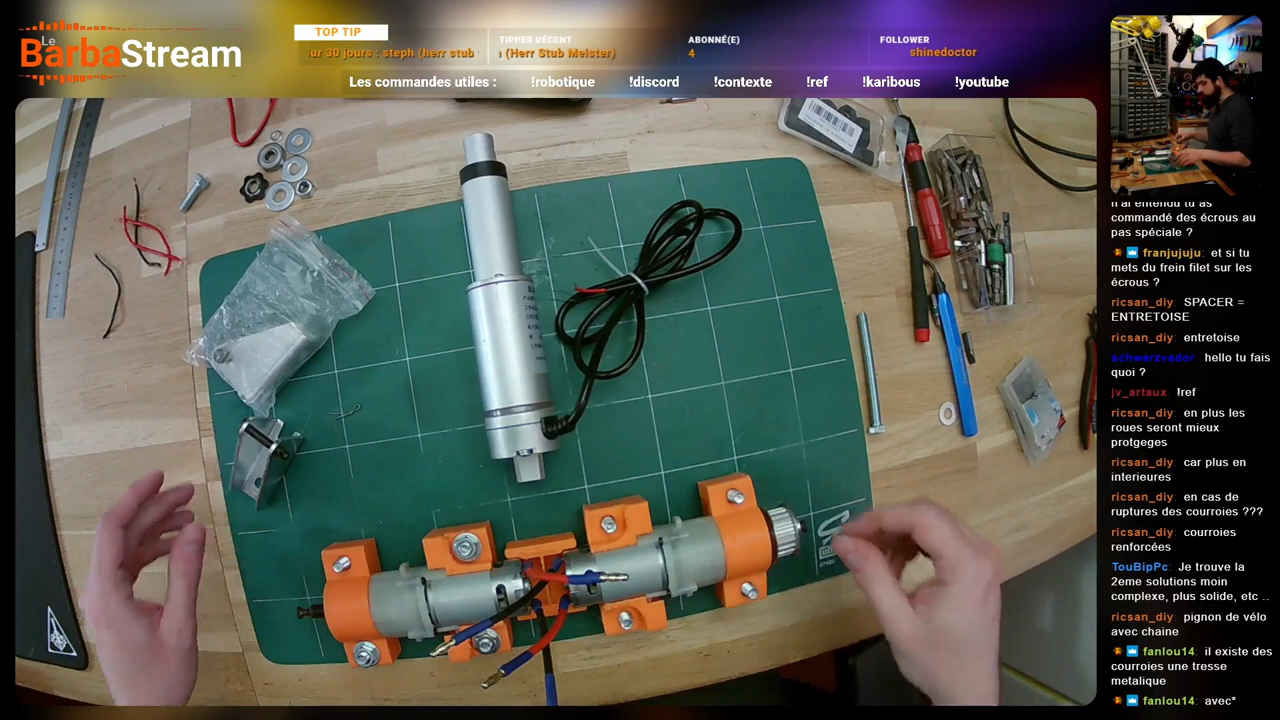 Le
BarbaStream
TOP TIP
ur 30 jours : steph (herr stub
TIPPER RÉCENT
(Herr Stub Meister)
ABONNÉ(E)
4
FOLLOWER
shinedoctor
Les commandes utiles : !robotique !discord !contexte !ref !karibous !youtube
n'ai entendu tu as
commandé des écrous au
pas spéciale ?
franjujuju: et si tu
mets du frein filet sur les
écrous ?
ricsan_diy: SPACER =
ENTRETOISE
ricsan_diy: entretoise
schwarzvador: hello tu fais
quoi ?
jv_artaux: !ref
ricsan_diy: en plus les
roues seront mieux
protgeges
ricsan_diy: car plus en
interieures
ricsan_diy: en cas de
ruptures des courroies ???
ricsan_diy: courroies
renforcées
TouBipPc: Je trouve la
2eme solutions moin
complexe, plus solide, etc ..
ricsan_diy: pignon de vélo
avec chaine
fanlou14: il existe des
courroies une tresse
metalique
fanlou14: avec*